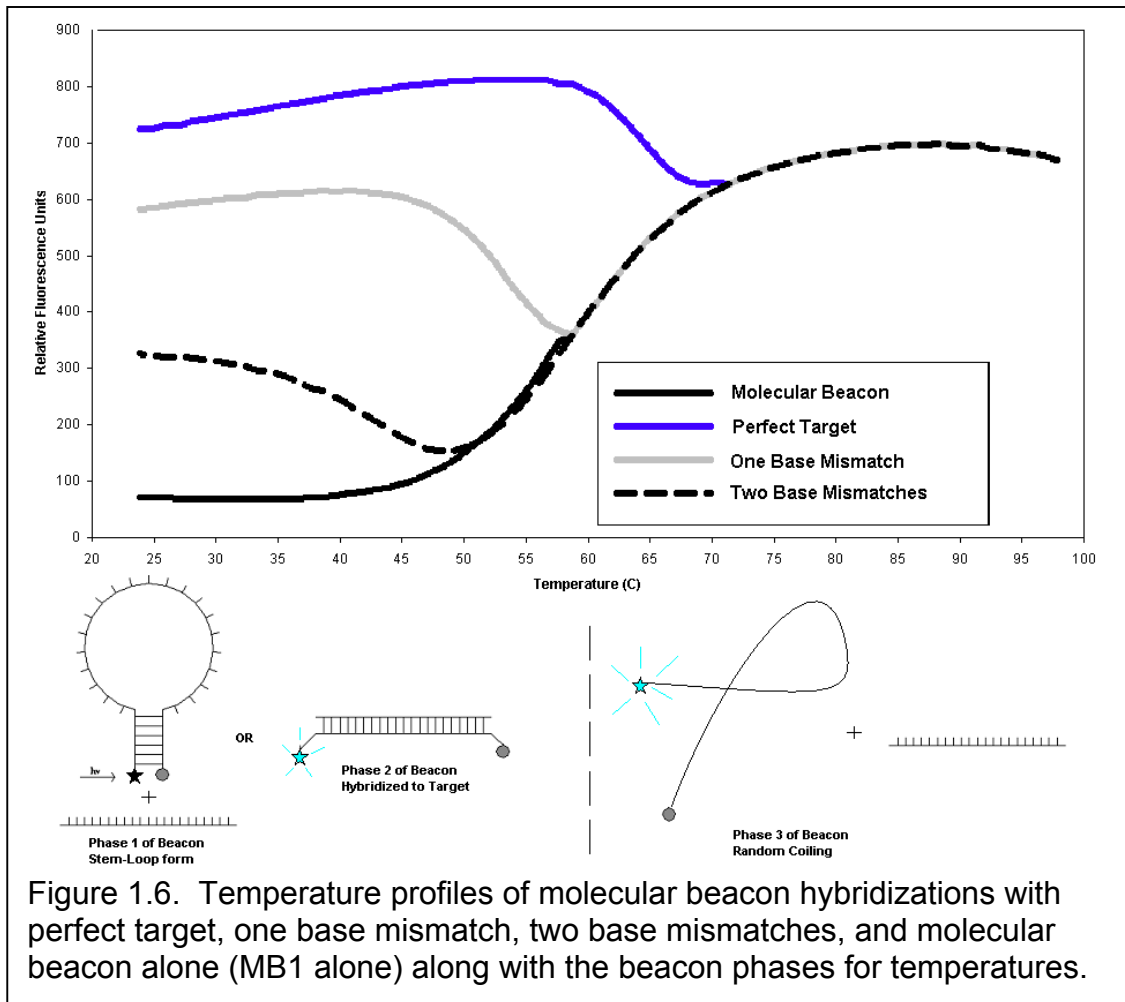 900
800
700
600
500
400
300
200
100
0
Relative Fluorescence Units
20 25 30 35 40 45 50 55 60 65 70 75 80 85 90 95 100
Temperature (C)
Molecular Beacon
Perfect Target
One Base Mismatch
Two Base Mismatches
hv
+
OR
+
Phase 1 of Beacon
Stem-Loop form
Phase 2 of Beacon
Hybridized to Target
Phase 3 of Beacon
Random Coiling
Figure 1.6. Temperature profiles of molecular beacon hybridizations with
perfect target, one base mismatch, two base mismatches, and molecular
beacon alone (MB1 alone) along with the beacon phases for temperatures.